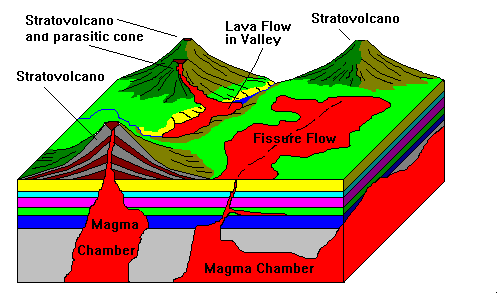 Stratovolcano
and parasitic cone
Lava Flow
in Valley
Stratovolcano
Stratovolcano
Fissure Flow
Magma
Chamber
Magma Chamber